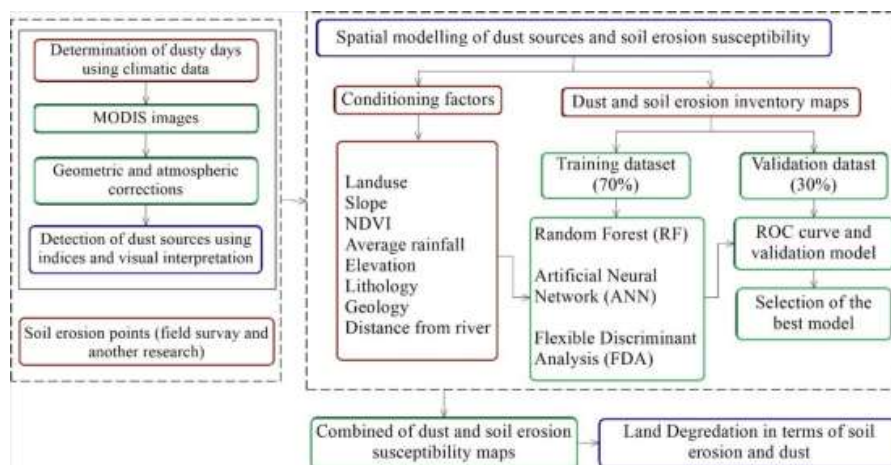 Determination of dusty days
using climatic data
MODIS images
Geometric and atmospheric
corrections
Detection of dust sources using
indices and visual interpretation
Soil erosion points (field survay and
another research)
Spatial modelling of dust sources and soil erosion susceptibility
Conditioning factors
Landuse
Slope
NDVI
Average rainfall
Elevation
Lithology
Geology
Distance from river
Dust and soil erosion inventory maps
Training dataset
(70%)
Random Forest (RF)
Artificial Neural
Network (ANN)
Flexible Discriminant
Analysis (FDA)
Validation datast
(30%)
ROC curve and
validation model
Selection of the
best model
Combined of dust and soil erosion
susceptibility maps
Land Degredation in terms of soil
erosion and dust